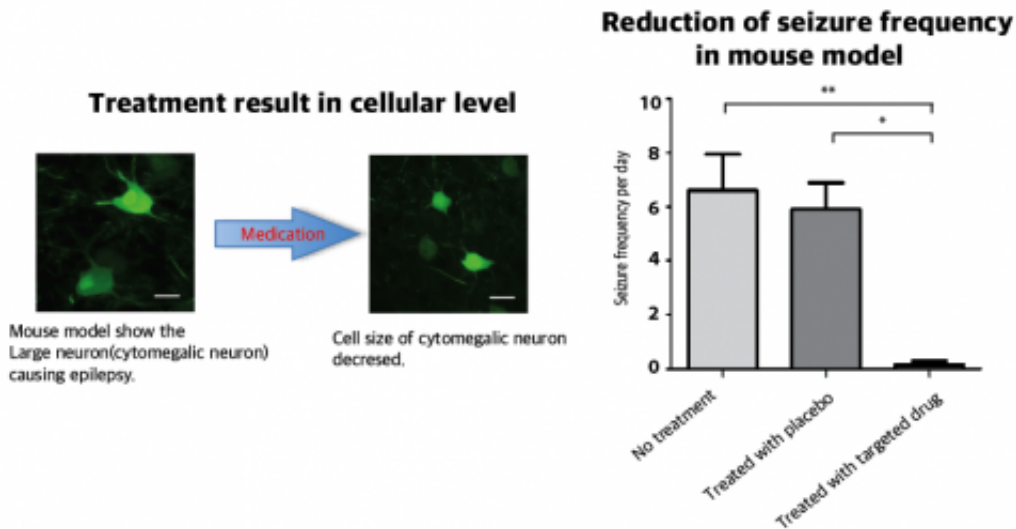 Treatment result in cellular level
Medication
Mouse model show the
Large neuron(cytomegalic neuron)
causing epilepsy.
Cell size of cytomegalic neuron
decresed.
Reduction of seizure frequency
in mouse model
Seizure frequency per day
10
8
6
4
2
0
**
*
No treatment
Treated with placebo
Treated with targeted drug